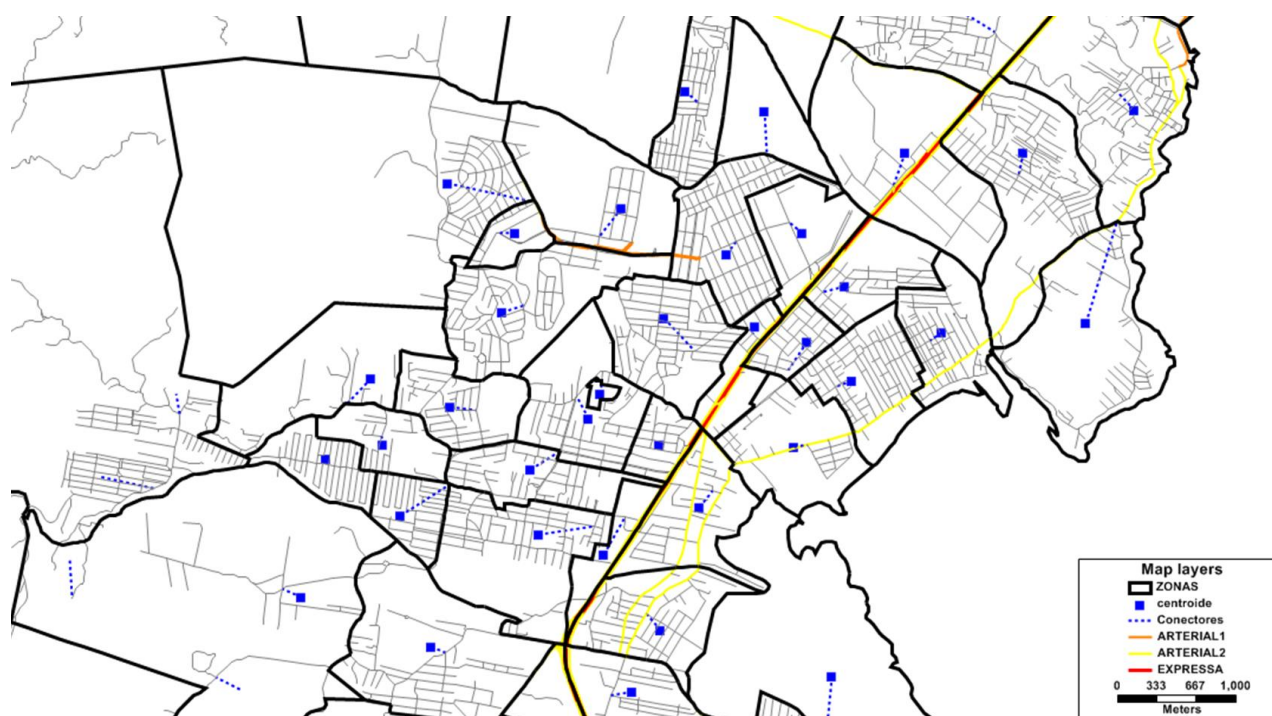 Map layers
ZONAS
centroide
Conectores
ARTERIAL1
ARTERIAL2
EXPRESSA
0 333 667 1,000
Meters